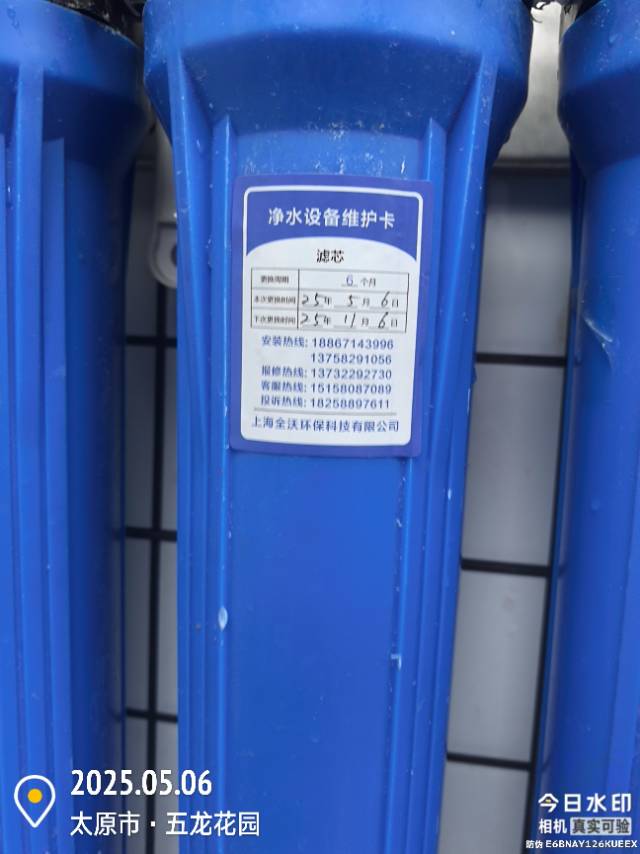 净水设备维护卡
滤芯
更换周期 6 个月
本次更换时间 25年 5月 6日
下次更换时间 25年 11月 6日
安装热线: 18867143996
13758291056
报修热线: 13732292730
客服热线: 15158087089
投诉热线: 18258897611
上海全沃环保科技有限公司
2025.05.06
太原市·五龙花园
今日水印
相机 真实可验
防伪 E6BNAY126KUEEX